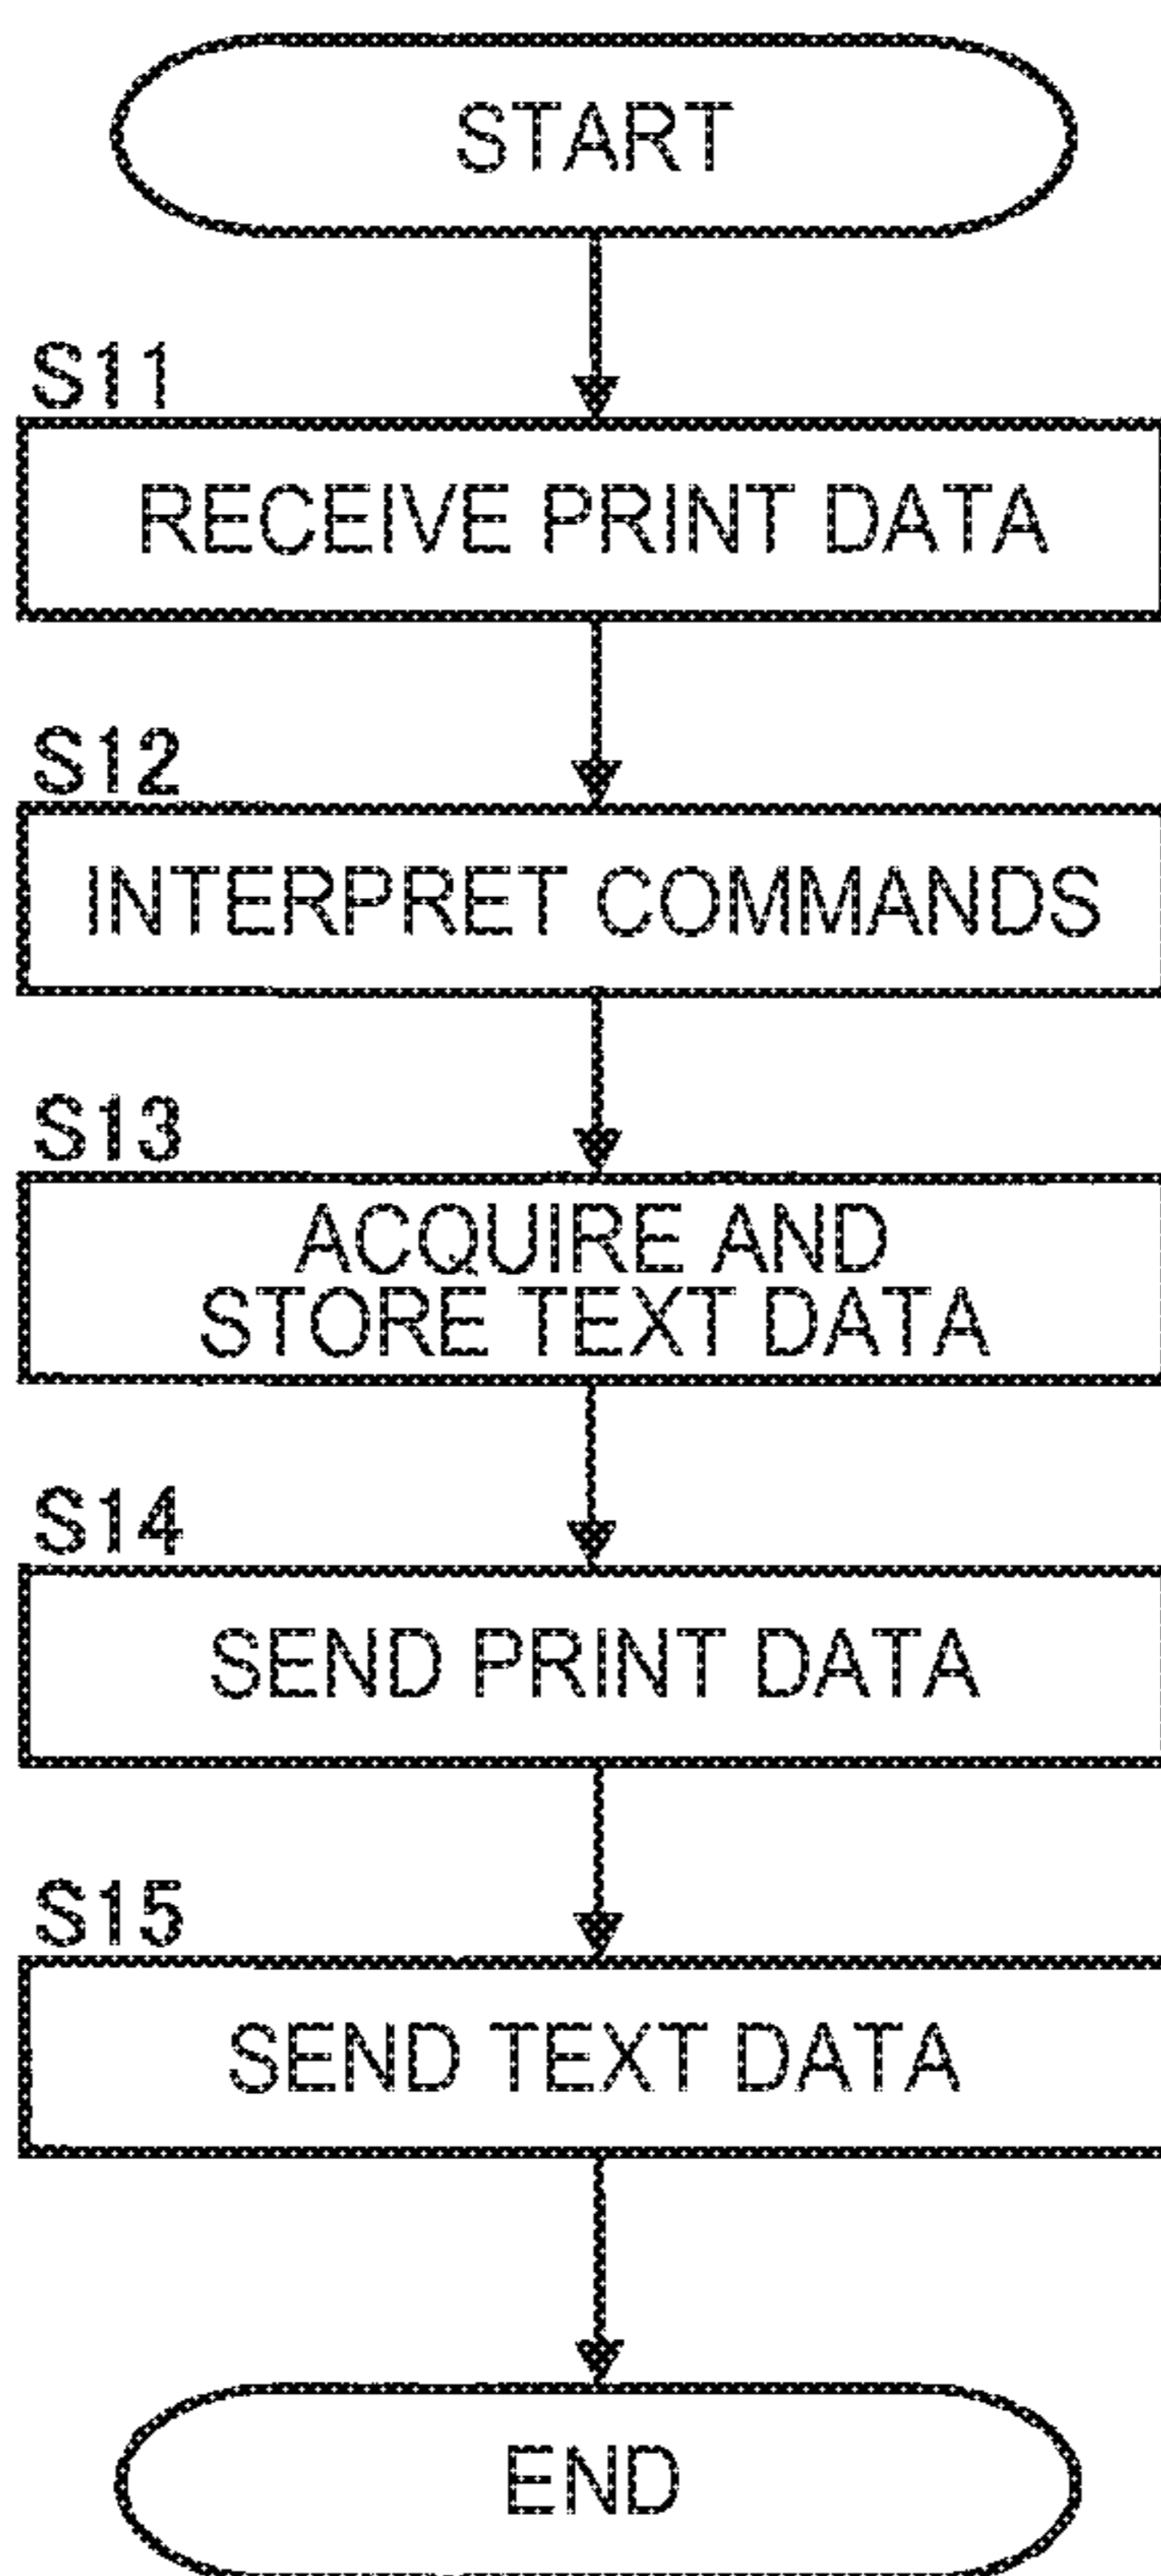 START
S11
RECEIVE PRINT DATA
S12
INTERPRET COMMANDS
S13
ACQUIRE AND
STORE TEXT DATA
S14
SEND PRINT DATA
S15
SEND TEXT DATA
END